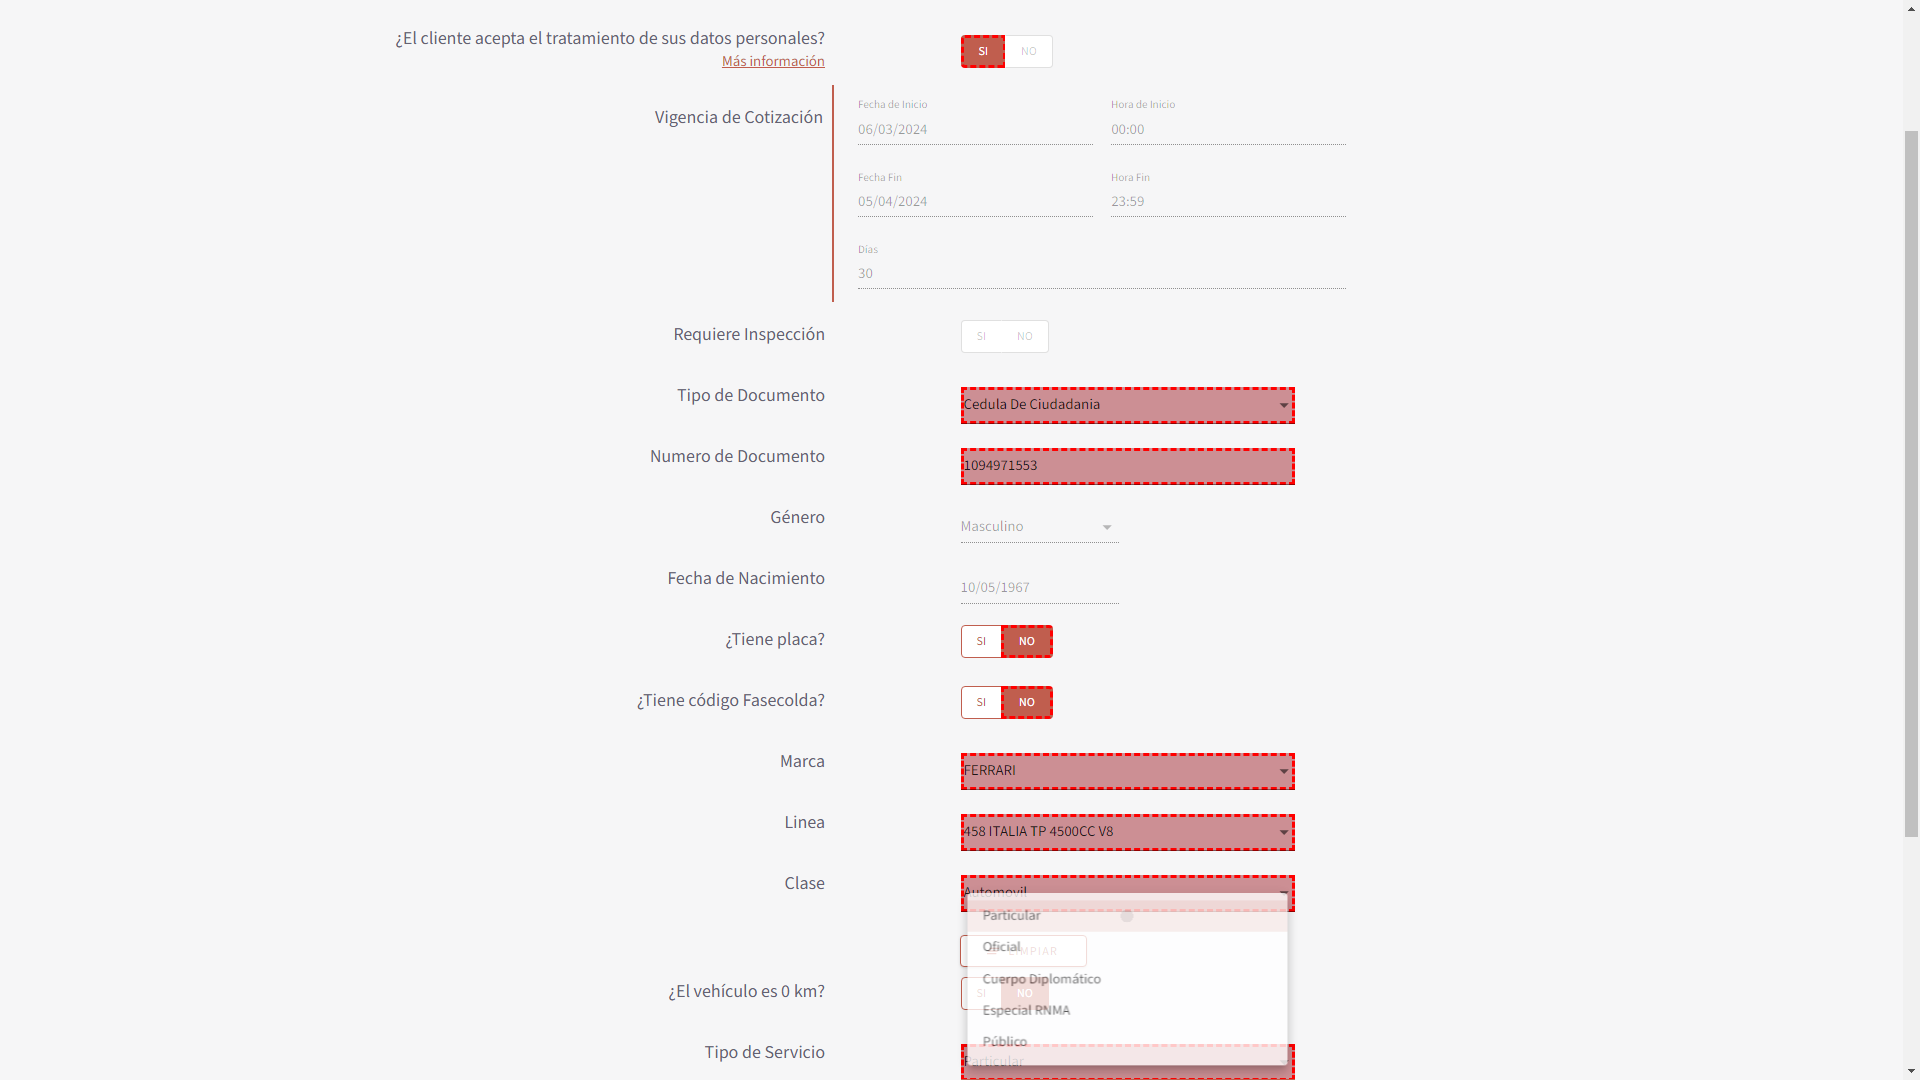 ¿El cliente acepta el tratamiento de sus datos personales?
SI NO
Más información
Vigencia de Cotización
Fecha de Inicio
06/03/2024
Hora de Inicio
00:00
Fecha Fin
05/04/2024
Hora Fin
23:59
Días
30
Requiere Inspección
SI NO
Tipo de Documento
Cedula De Ciudadania
Numero de Documento
1094971553
Género
Masculino
Fecha de Nacimiento
10/05/1967
¿Tiene placa?
SI NO
¿Tiene código Fasecolda?
SI NO
Marca
FERRARI
Linea
458 ITALIA TP 4500CC V8
Clase
Automovil
Particular
Oficial
LIMPIAR
Cuerpo Diplomático
¿El vehículo es 0 km?
SI NO
Especial RNMA
Público
Tipo de Servicio
Particular